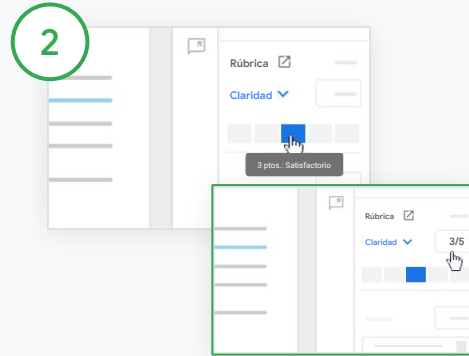 2
Rúbrica
Claridad
3 ptos.: Satisfactorio
Rúbrica
Claridad
3/5